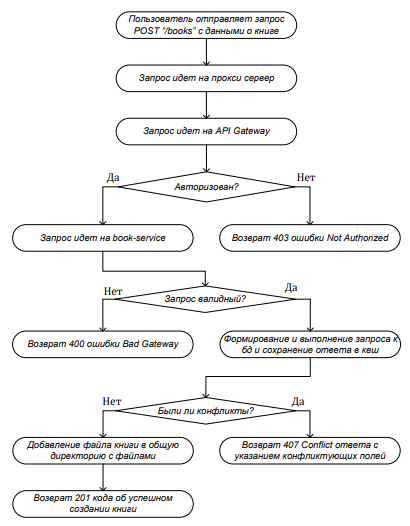 Пользователь отправляет запрос
POST "/books" с данными о книге
Запрос идет на прокси сервер
Запрос идет на API Gateway
Да
Авторизован?
Нет
Запрос идет на book-service
Возврат 403 ошибки Not Authorized
Нет
Запрос валидный?
Да
Возврат 400 ошибки Bad Gateway
Формирование и выполнение запроса к
бд и сохранение ответа в кеш
Нет
Были ли конфликты?
Да
Добавление файла книги в общую
директорию с файлами
Возврат 407 Conflict ответа с
указанием конфликтующих полей
Возврат 201 кода об успешном
создании книги